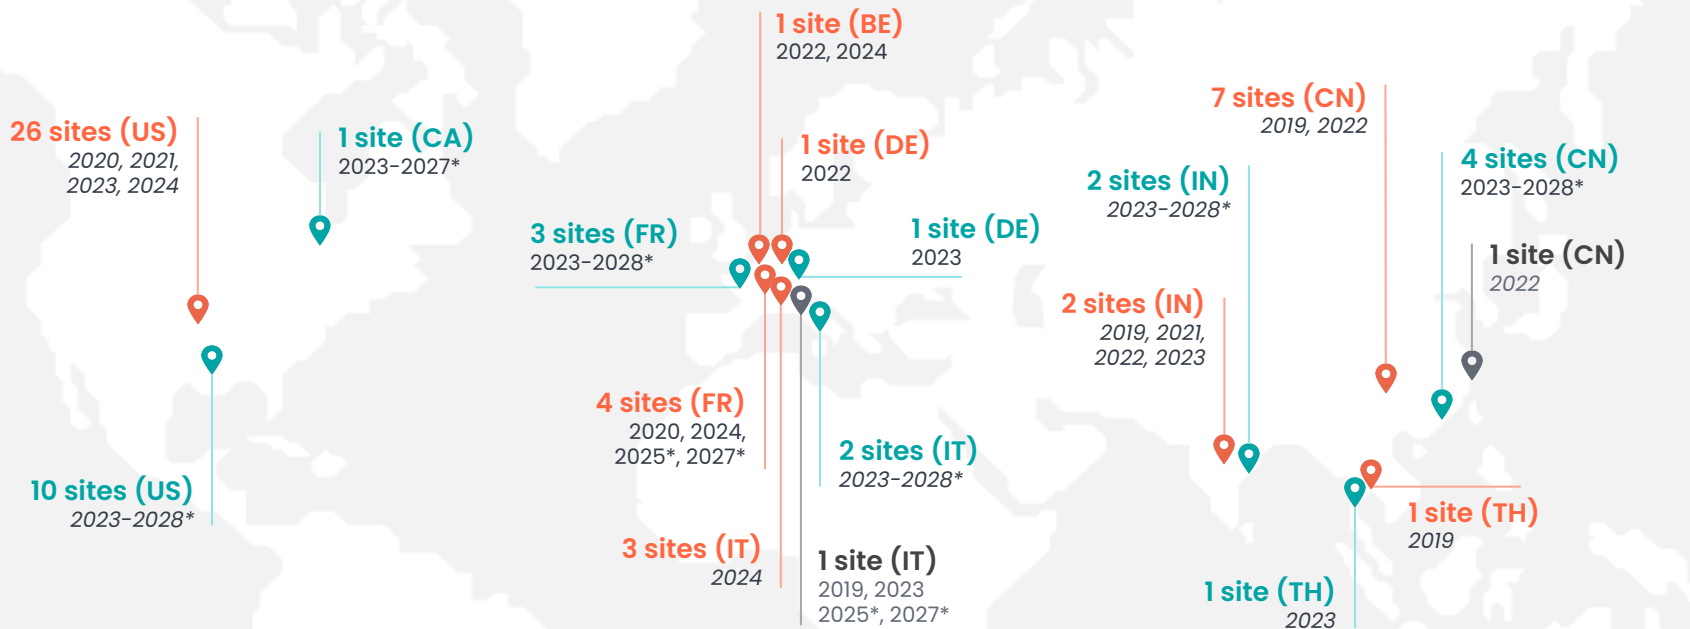 1 site (BE)
2022, 2024
26 sites (US)
2020, 2021,
2023, 2024
1 site (CA)
2023-2027*
1 site (DE)
2022
7 sites (CN)
2019, 2022
2 sites (IN)
2023-2028*
4 sites (CN)
2023-2028*
3 sites (FR)
2023-2028*
1 site (DE)
2023
1 site (CN)
2022
2 sites (IN)
2019, 2021,
2022, 2023
4 sites (FR)
2020, 2024,
2025*, 2027*
2 sites (IT)
2023-2028*
10 sites (US)
2023-2028*
1 site (TH)
2019
3 sites (IT)
2024
1 site (IT)
2019, 2023
2025*, 2027*
1 site (TH)
2023